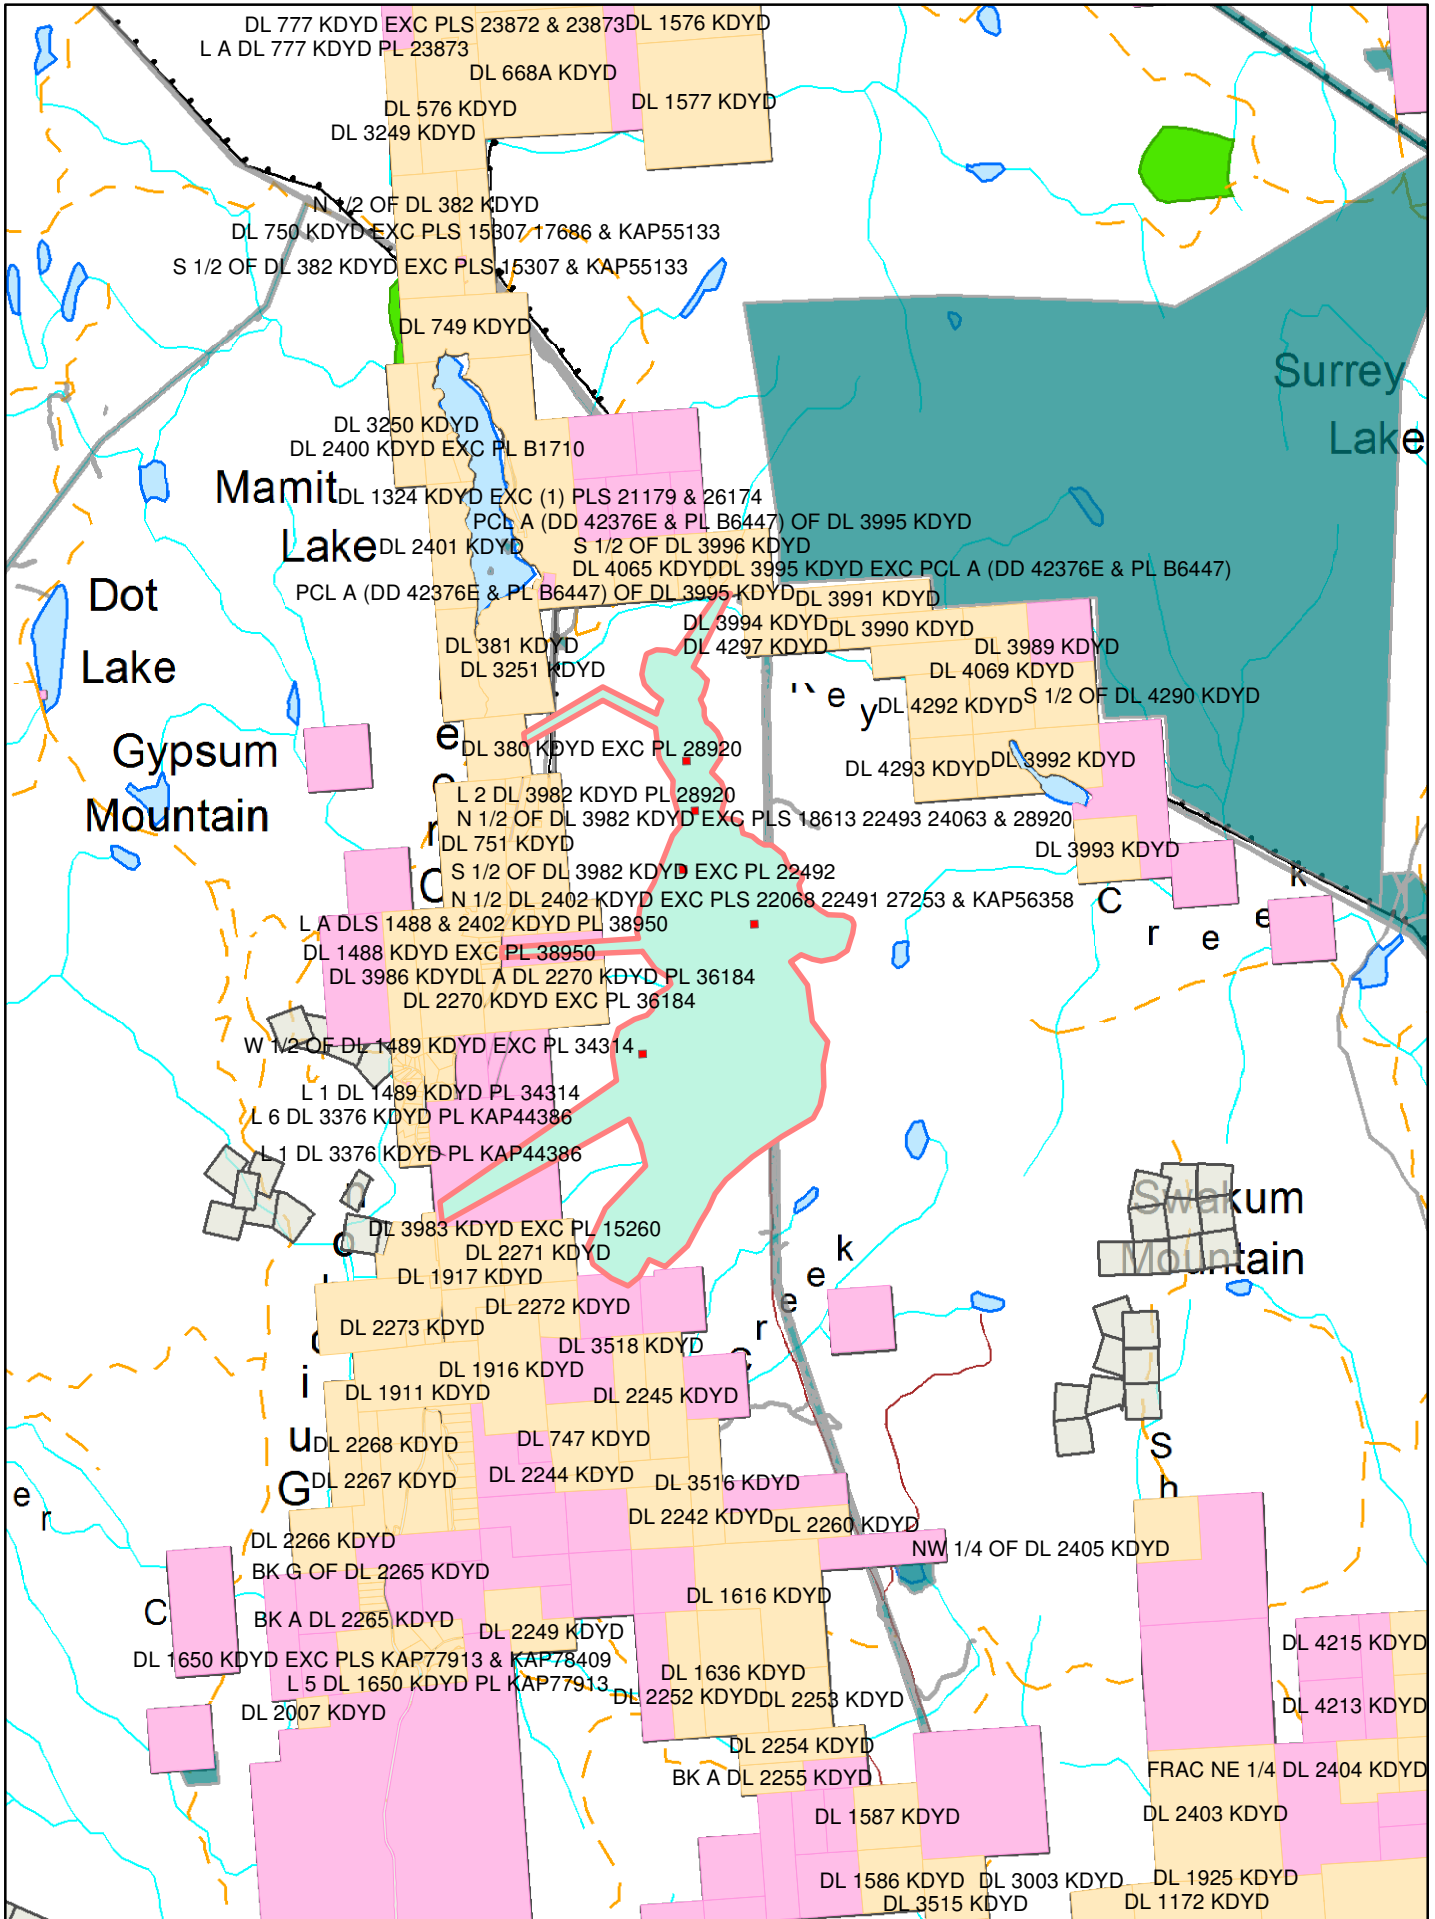 DL 777 KDYD EXC PLS 23872 & 23873
DL 1576 KDYD
L A DL 777 KDYD PL 23873
DL 668A KDYD
DL 1577 KDYD
DL 576 KDYD
DL 3249 KDYD
N 1/2 OF DL 382 KDYD
DL 750 KDYD EXC PLS 15307 17686 & KAP55133
S 1/2 OF DL 382 KDYD EXC PLS 15307 & KAP55133
DL 749 KDYD
Surrey
Lake
DL 3250 KDYD
DL 2400 KDYD EXC PL B1710
Mamit
Lake
DL 1324 KDYD EXC (1) PLS 21179 & 26174
PCL A (DD 42376E & PL B6447) OF DL 3995 KDYD
DL 2401 KDYD
S 1/2 OF DL 3996 KDYD
DL 4065 KDYD
DL 3995 KDYD EXC PCL A (DD 42376E & PL B6447)
PCL A (DD 42376E & PL B6447) OF DL 3995 KDYD
DL 3991 KDYD
Dot
Lake
DL 3994 KDYD
DL 3990 KDYD
DL 381 KDYD
DL 4297 KDYD
DL 3989 KDYD
DL 3251 KDYD
DL 4069 KDYD
e y
DL 4292 KDYD
S 1/2 OF DL 4290 KDYD
Gypsum
Mountain
e
DL 380 KDYD EXC PL 28920
DL 4293 KDYD
DL 3992 KDYD
L 2 DL 3982 KDYD PL 28920
N 1/2 OF DL 3982 KDYD EXC PLS 18613 22493 24063 & 28920
r
DL 751 KDYD
DL 3993 KDYD
S 1/2 OF DL 3982 KDYD EXC PL 22492
C
N 1/2 DL 2402 KDYD EXC PLS 22068 22491 27253 & KAP56358
C r e e k
L A DLS 1488 & 2402 KDYD PL 38950
DL 1488 KDYD EXC PL 38950
DL 3986 KDYD
L A DL 2270 KDYD PL 36184
DL 2270 KDYD EXC PL 36184
W 1/2 OF DL 1489 KDYD EXC PL 34314
L 1 DL 1489 KDYD PL 34314
L 6 DL 3376 KDYD PL KAP44386
L 1 DL 3376 KDYD PL KAP44386
n
o
Swakum
Mountain
DL 3983 KDYD EXC PL 15260
DL 2271 KDYD
DL 1917 KDYD
k
e
e
r
C
DL 2272 KDYD
DL 2273 KDYD
DL 3518 KDYD
DL 1916 KDYD
i
DL 1911 KDYD
DL 2245 KDYD
u
DL 2268 KDYD
DL 747 KDYD
S
h
G
DL 2267 KDYD
DL 2244 KDYD
DL 3516 KDYD
e
r
DL 2242 KDYD
DL 2260 KDYD
DL 2266 KDYD
NW 1/4 OF DL 2405 KDYD
BK G OF DL 2265 KDYD
DL 1616 KDYD
C
BK A DL 2265 KDYD
DL 2249 KDYD
DL 4215 KDYD
DL 1650 KDYD EXC PLS KAP77913 & KAP78409
DL 1636 KDYD
L 5 DL 1650 KDYD PL KAP77913
DL 2252 KDYD
DL 2253 KDYD
DL 4213 KDYD
DL 2007 KDYD
DL 2254 KDYD
BK A DL 2255 KDYD
FRAC NE 1/4 DL 2404 KDYD
DL 1587 KDYD
DL 2403 KDYD
DL 1586 KDYD
DL 3003 KDYD
DL 1925 KDYD
DL 3515 KDYD
DL 1172 KDYD